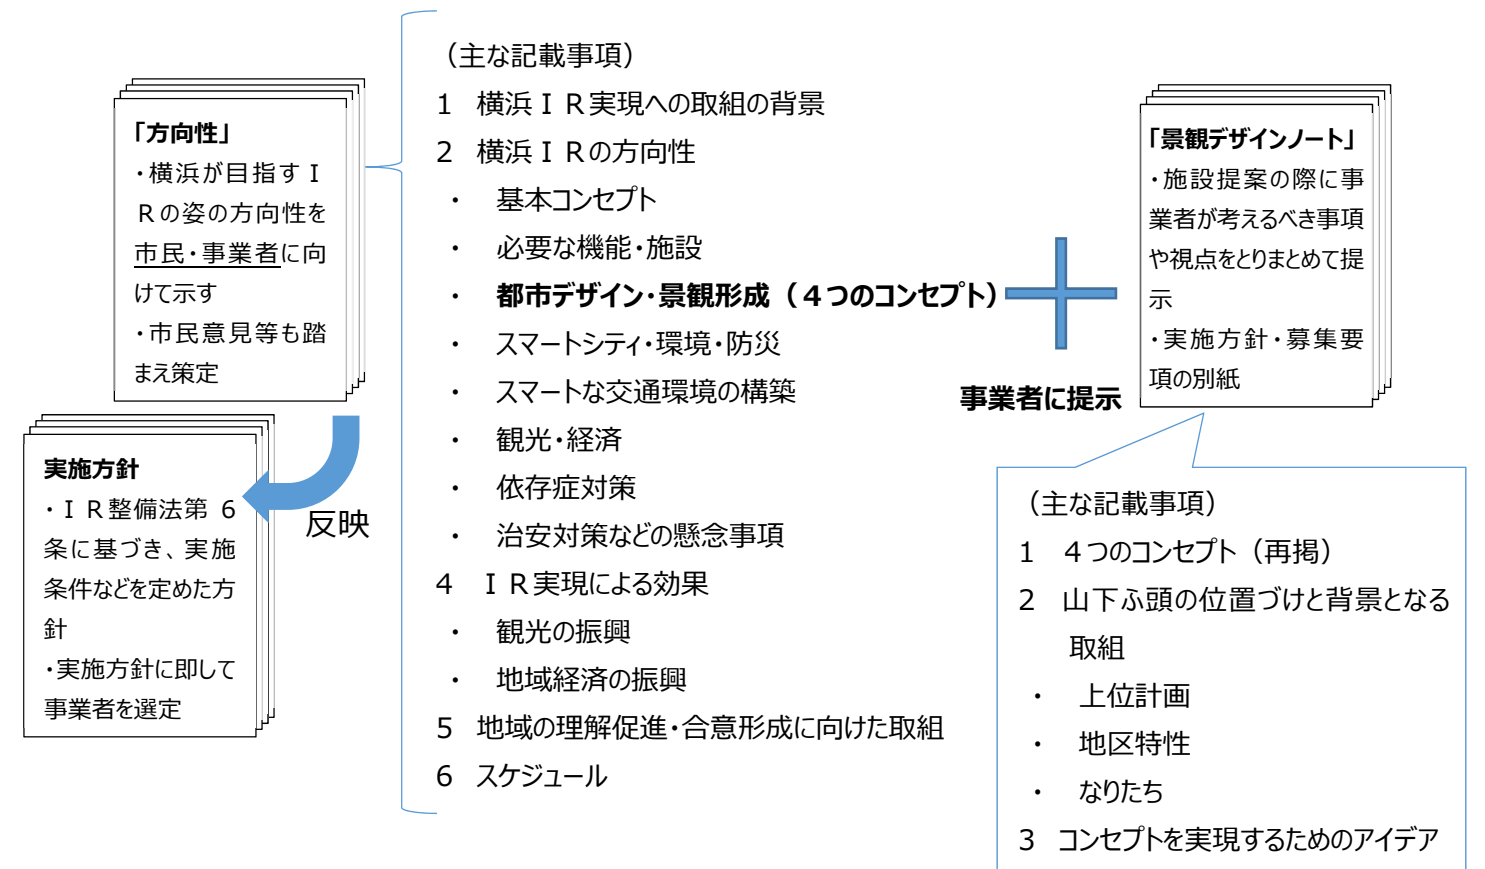 「方向性」
・横浜が目指すＩ
Ｒの姿の方向性を
市民・事業者に向
けて示す
・市民意見等も踏
まえ策定
実施方針
・ＩＲ整備法第 6
条に基づき、実施
条件などを定めた方
針
・実施方針に即して
事業者を選定
反映
（主な記載事項）
1　横浜ＩＲ実現への取組の背景
2　横浜ＩＲの方向性
・　基本コンセプト
・　必要な機能・施設
・　都市デザイン・景観形成（４つのコンセプト）
・　スマートシティ・環境・防災
・　スマートな交通環境の構築
・　観光・経済
・　依存症対策
・　治安対策などの懸念事項
4　ＩＲ実現による効果
・　観光の振興
・　地域経済の振興
5　地域の理解促進・合意形成に向けた取組
6　スケジュール
事業者に提示
「景観デザインノート」
・施設提案の際に事
業者が考えるべき事項
や視点をとりまとめて提
示
・実施方針・募集要
項の別紙
（主な記載事項）
1　４つのコンセプト（再掲）
2　山下ふ頭の位置づけと背景となる
取組
・　上位計画
・　地区特性
・　なりたち
3　コンセプトを実現するためのアイデア